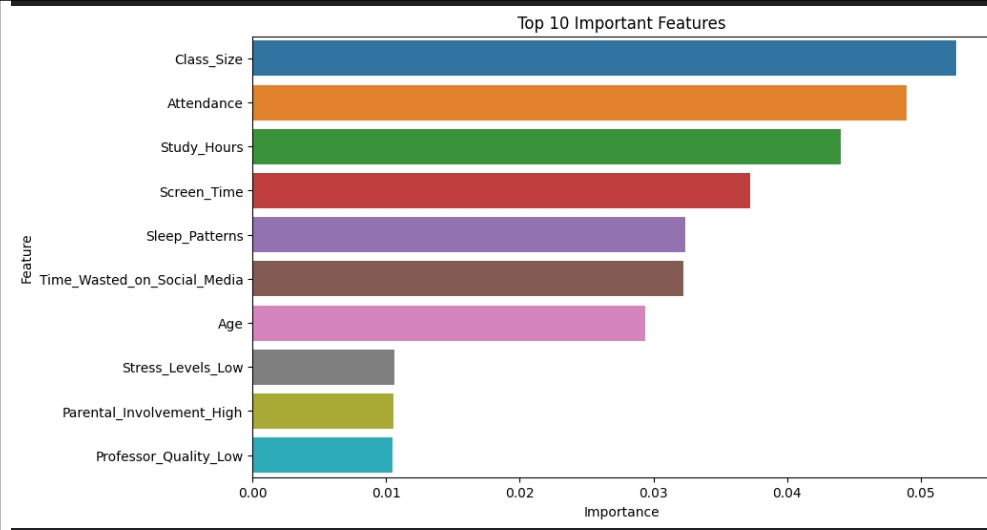 Top 10 Important Features
Class_Size
Attendance
Study_Hours
Screen_Time
Sleep_Patterns
Time_Wasted_on_Social_Media
Age
Stress_Levels_Low
Parental_Involvement_High
Professor_Quality_Low
Feature
0.00 0.01 0.02 0.03 0.04 0.05
Importance